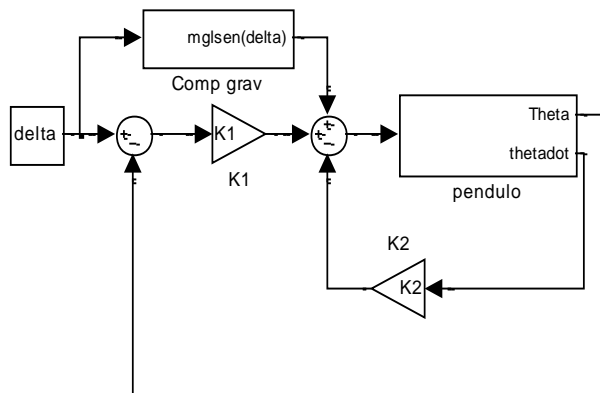 mglsen(delta)
Comp grav
Theta
thetadot
pendulo
delta
+
-
K1
K1
+
+
-
K2
K2